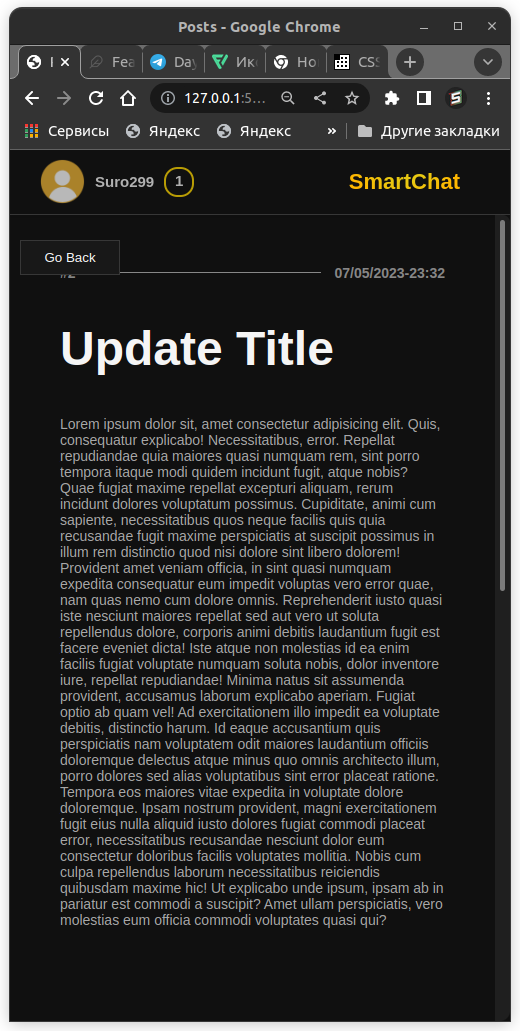 Posts - Google Chrome
Fea
Day
Ик
Ho
CSS
127.0.0.1:5…
Сервисы
Яндекс
Яндекс
»
Другие закладки
Suro299
1
SmartChat
Go Back
#2
07/05/2023-23:32
Update Title
Lorem ipsum dolor sit, amet consectetur adipisicing elit. Quis,
consequatur explicabo! Necessitatibus, error. Repellat
repudiandae quia maiores quasi numquam rem, sint porro
tempora itaque modi quidem incidunt fugit, atque nobis?
Quae fugiat maxime repellat excepturi aliquam, rerum
incidunt dolores voluptatum possimus. Cupiditate, animi cum
sapiente, necessitatibus quos neque facilis quis quia
recusandae fugit maxime perspiciatis at suscipit possimus in
illum rem distinctio quod nisi dolore sint libero dolorem!
Provident amet veniam officia, in sint quasi numquam
expedita consequatur eum impedit voluptas vero error quae,
nam quas nemo cum dolore omnis. Reprehenderit iusto quasi
iste nesciunt maiores repellat sed aut vero ut soluta
repellendus dolore, corporis animi debitis laudantium fugit est
facere eveniet dicta! Iste atque non molestias id ea enim
facilis fugiat voluptate numquam soluta nobis, dolor inventore
iure, repellat repudiandae! Minima natus sit assumenda
provident, accusamus laborum explicabo aperiam. Fugiat
optio ab quam vel! Ad exercitationem illo impedit ea voluptate
debitis, distinctio harum. Id eaque accusantium quis
perspiciatis nam voluptatem odit maiores laudantium officiis
doloremque delectus atque minus quo omnis architecto illum,
porro dolores sed alias voluptatibus sint error placeat ratione.
Tempora eos maiores vitae expedita in voluptate dolore
doloremque. Ipsam nostrum provident, magni exercitationem
fugit eius nulla aliquid iusto dolores fugiat commodi placeat
error, necessitatibus recusandae nesciunt dolor eum
consectetur doloribus facilis voluptates mollitia. Nobis cum
culpa repellendus laborum necessitatibus reiciendis
quibusdam maxime hic! Ut explicabo unde ipsum, ipsam ab in
pariatur est commodi a suscipit? Amet ullam perspiciatis, vero
molestias eum officia commodi voluptates quasi qui?